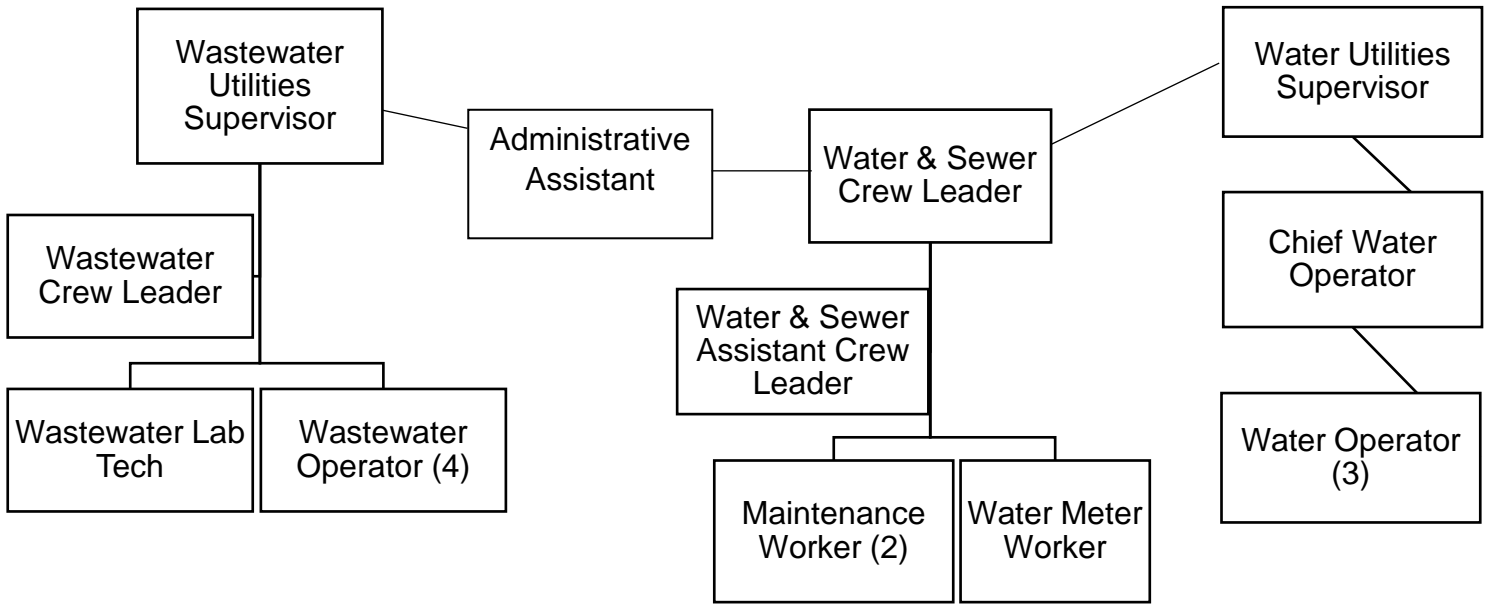 Wastewater
Utilities
Supervisor
Administrative
Assistant
Water & Sewer
Crew Leader
Water Utilities
Supervisor
Wastewater
Crew Leader
Chief Water
Operator
Water & Sewer
Assistant Crew
Leader
Wastewater Lab
Tech
Wastewater
Operator (4)
Water Operator
(3)
Maintenance
Worker (2)
Water Meter
Worker